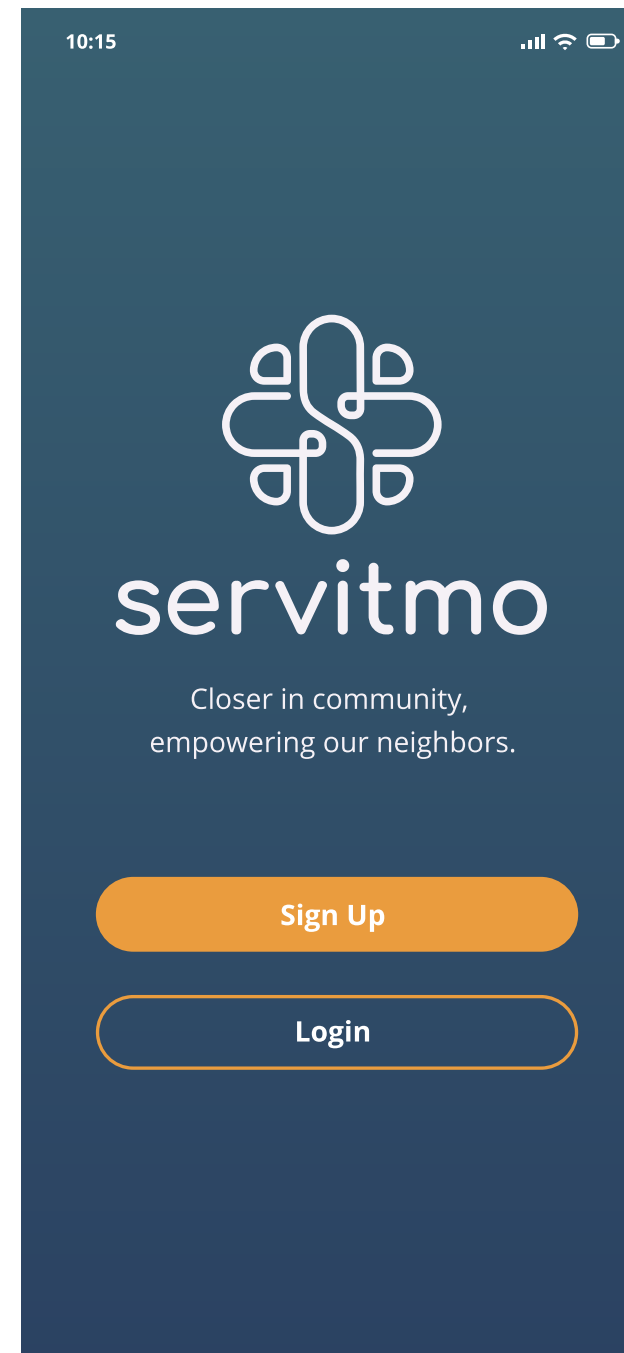 10:15
servitmo
Closer in community,
empowering our neighbors.
Sign Up
Login